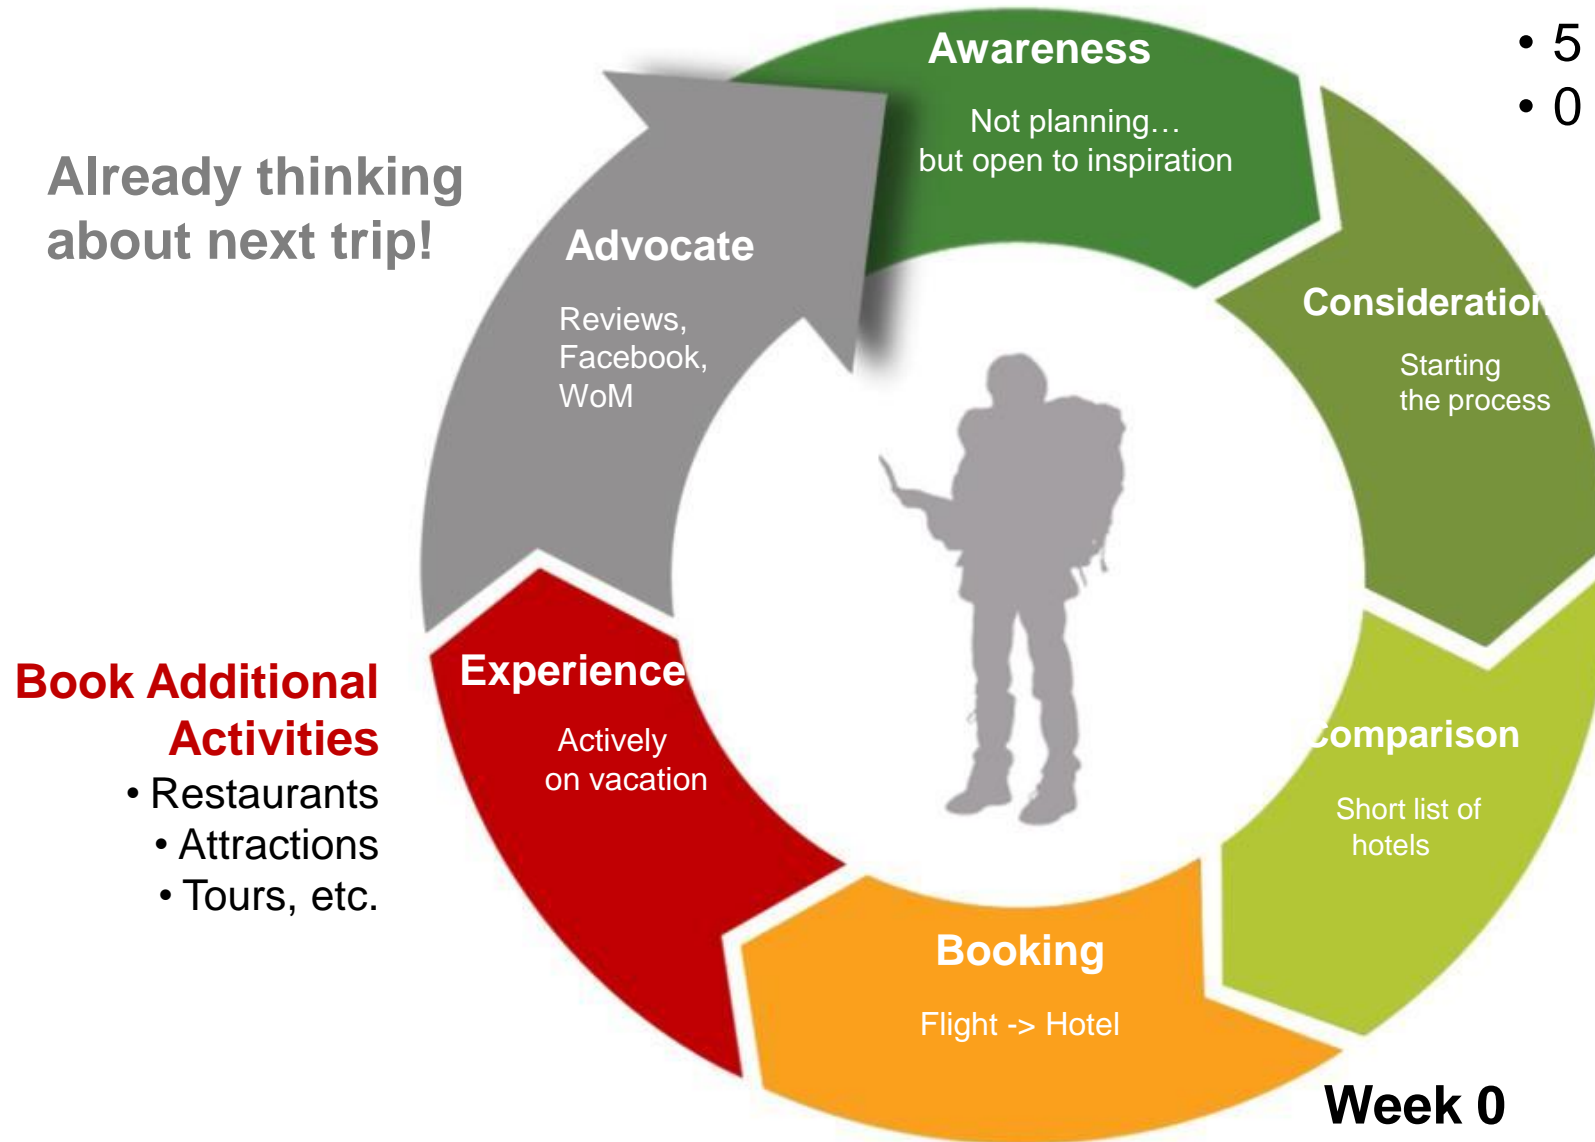 Awareness
Not planning…
but open to inspiration
• 5
• 0
Already thinking
about next trip!
Advocate
Reviews,
Facebook,
WoM
Consideration
Starting
the process
Experience
Actively
on vacation
Book Additional
Activities
• Restaurants
• Attractions
• Tours, etc.
Comparison
Short list of
hotels
Booking
Flight -> Hotel
Week 0